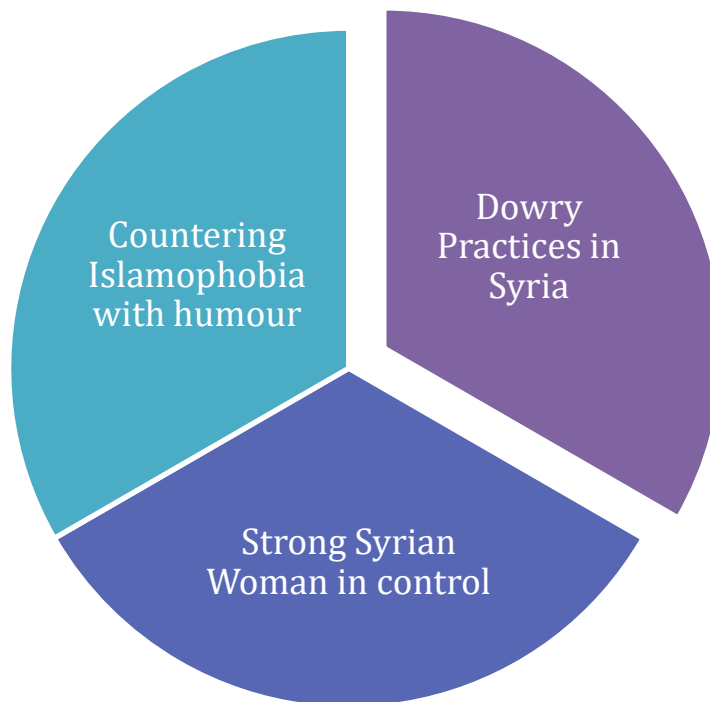 Countering
Islamophobia
with humour
Dowry
Practices in
Syria
Strong Syrian
Woman in control